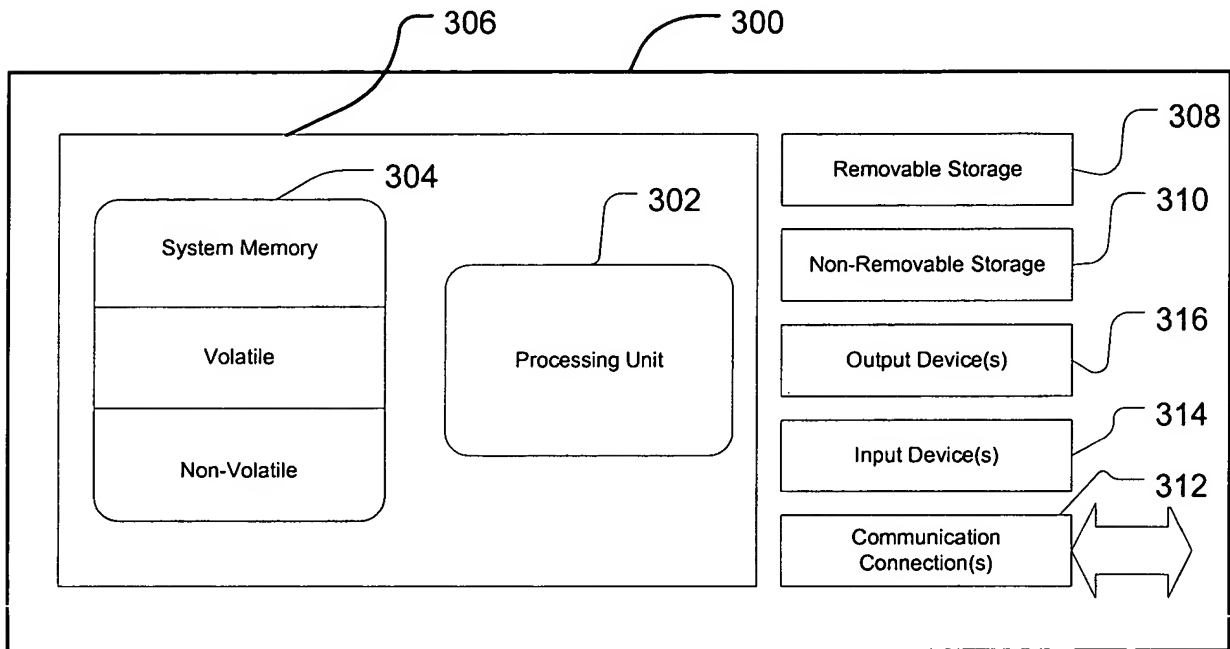 306
300
304
System Memory
Volatile
Non-Volatile
302
Processing Unit
Removable Storage
308
Non-Removable Storage
310
Output Device(s)
316
Input Device(s)
314
Communication
Connection(s)
312